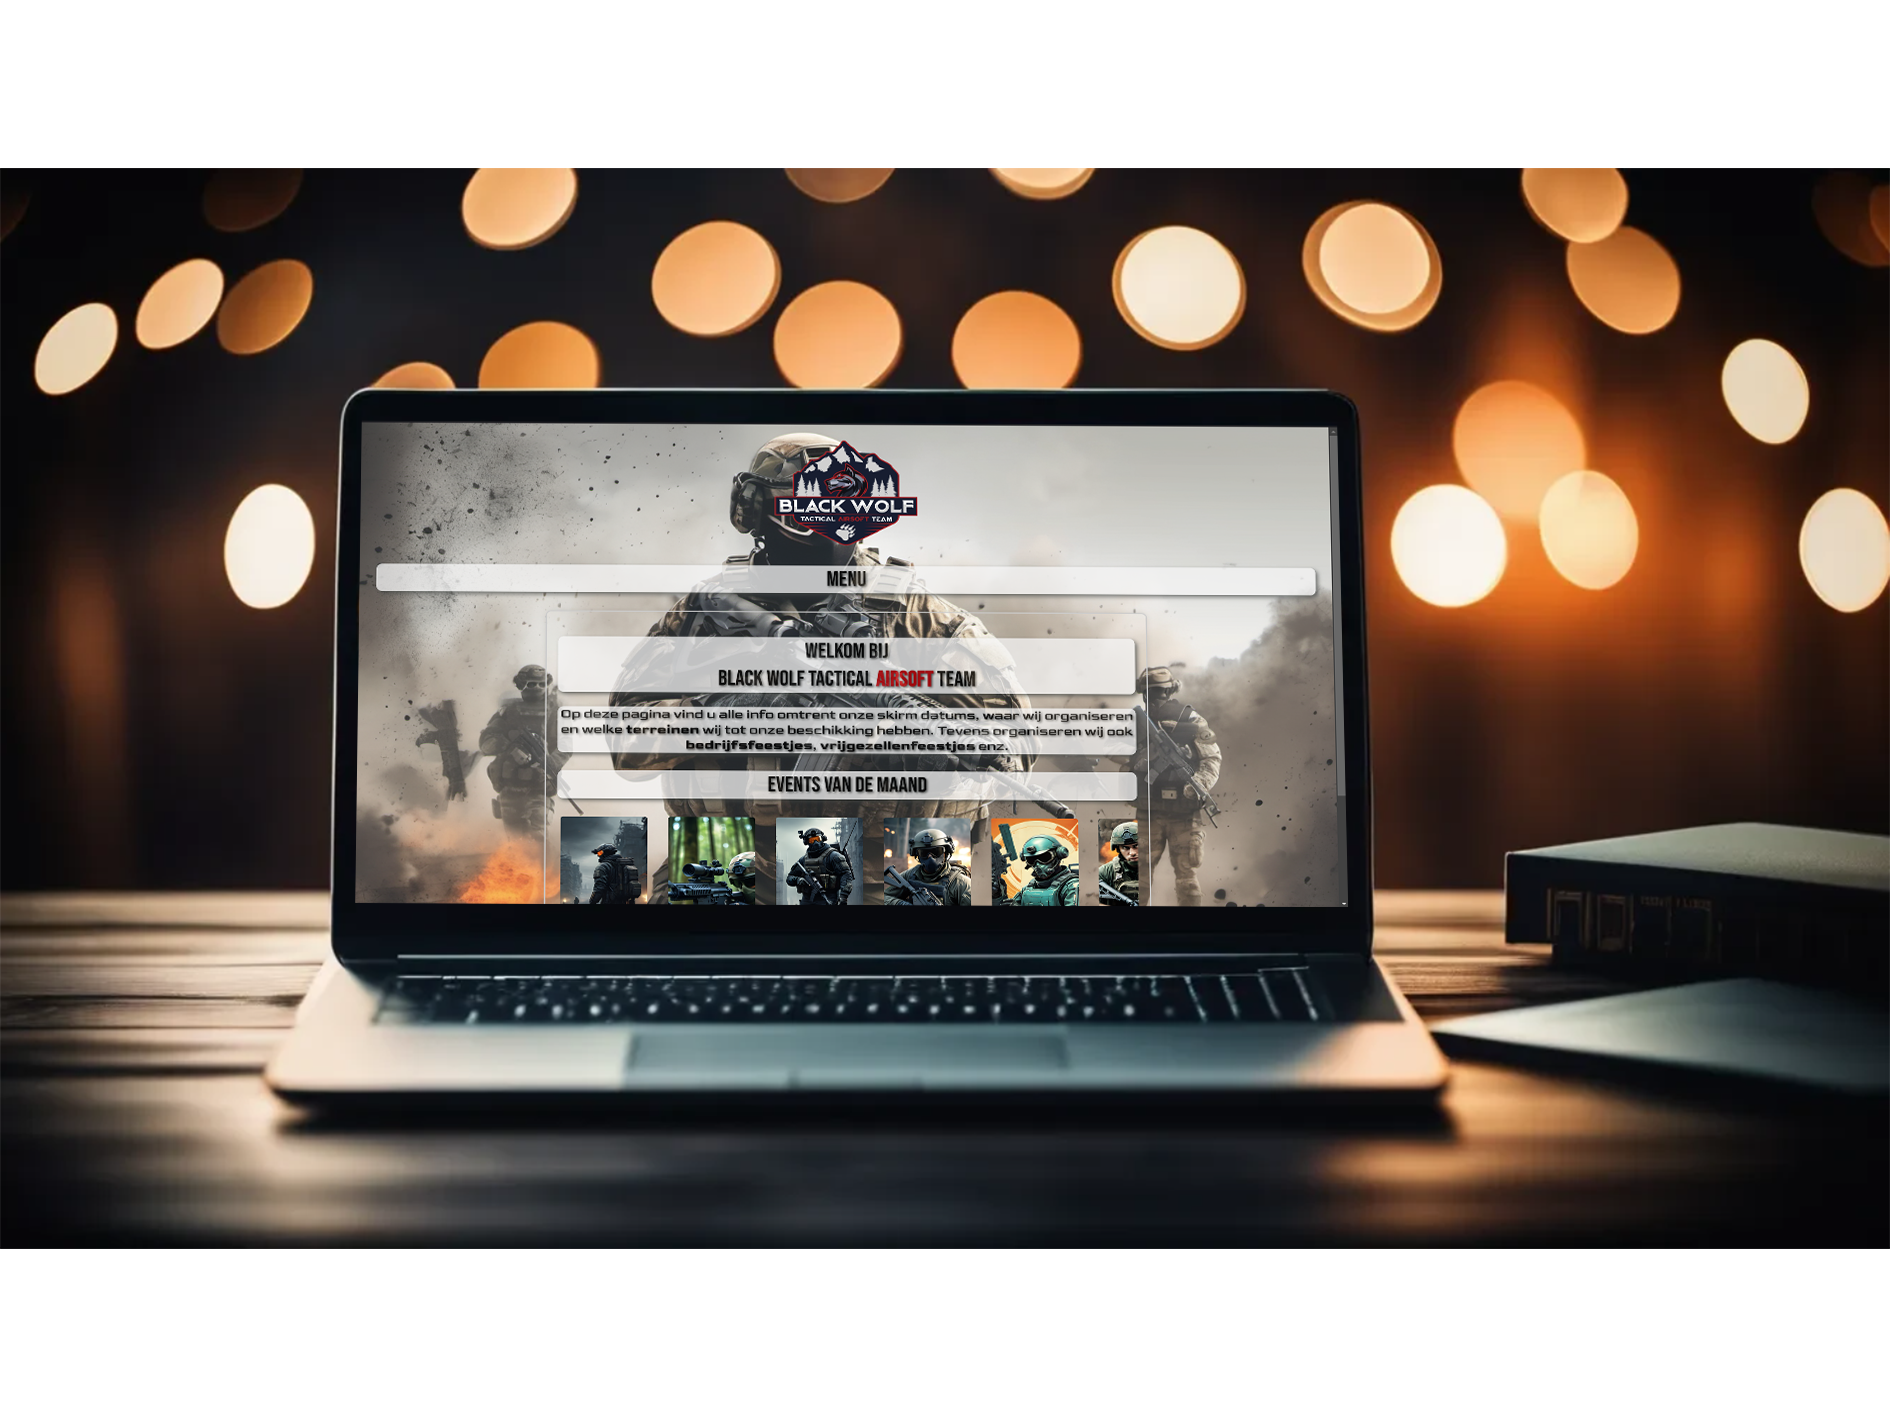 BLACK WOLF
TACTICAL AIRSOFT TEAM
MENU
WELKOM BIJ
BLACK WOLF TACTICAL AIRSOFT TEAM
Op deze pagina vind u alle info omtrent onze skirm datums, waar wij organiseren
en welke terreinen wij tot onze beschikking hebben. Tevens organiseren wij ook
bedrijfsfeestjes, vrijgezellenfeestjes enz.
EVENTS VAN DE MAAND